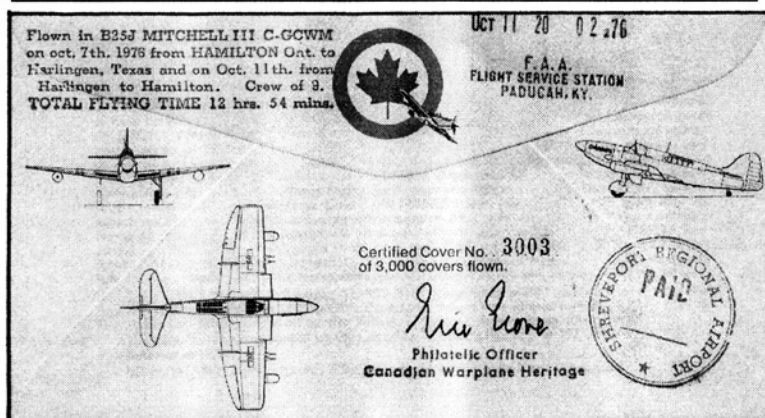 Flown in B25J MITCHELL III C-GCWM
on oct. 7th. 1976 from HAMILTON Ont. to
Harlingen, Texas and on Oct. 11th. from
Harlingen to Hamilton. Crew of 9.
TOTAL FLYING TIME 12 hrs. 54 mins.
OCT 11 20 02 76
F.A.A.
FLIGHT SERVICE STATION
PADUCAH, KY.
Certified Cover No. . 3003
of 3,000 covers flown.
Philatelic Officer
Canadian Warplane Heritage
SHREVEPORT REGIONAL AIRPORT
PAID